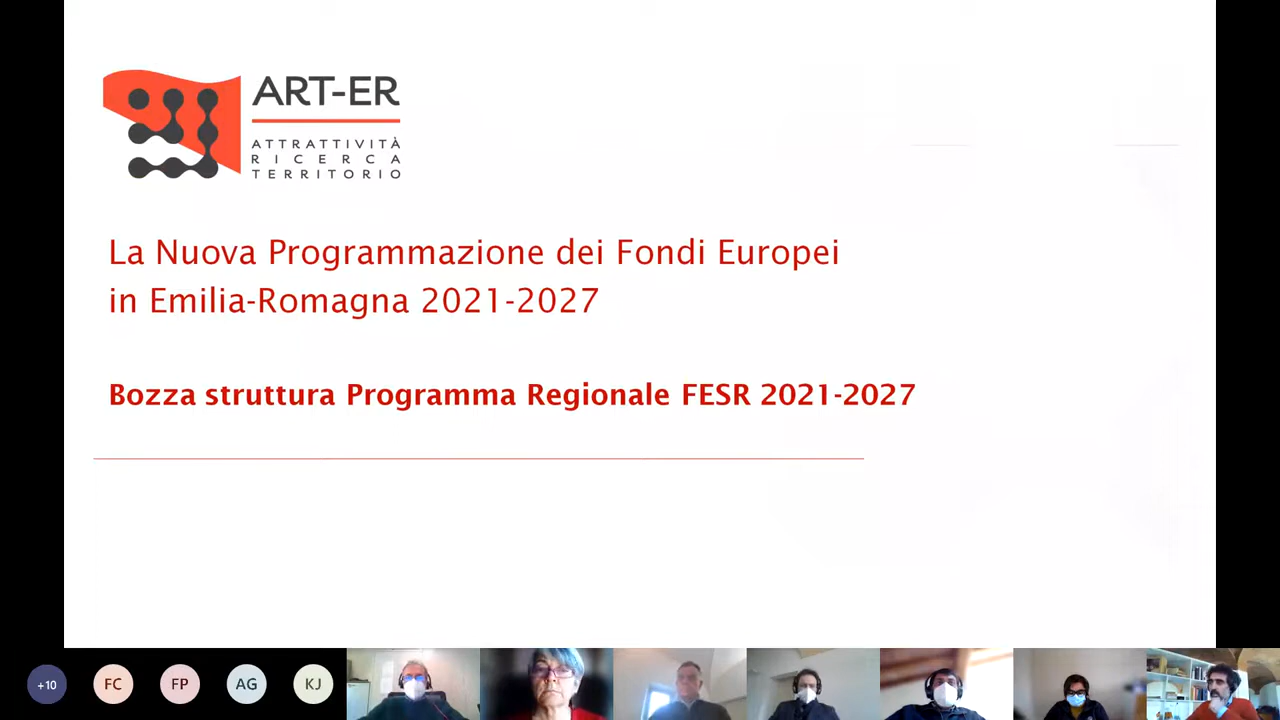 ART-ER
ATTRATTIVITÀ
RICERCA
TERRITORIO
La Nuova Programmazione dei Fondi Europei
in Emilia-Romagna 2021-2027
Bozza struttura Programma Regionale FESR 2021-2027
+10 FC FP AG KJ